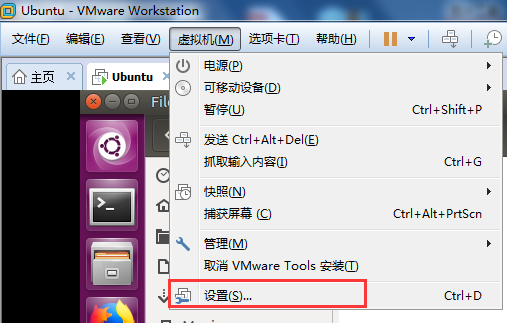 Ubuntu - VMware Workstation
文件(F) 编辑(E) 查看(V) 虚拟机(M) 选项卡(T) 帮助(H)
主页 Ubuntu
电源(P)
可移动设备(D)
暂停(U) Ctrl+Shift+P
发送 Ctrl+Alt+Del(E)
抓取输入内容(I) Ctrl+G
快照(N)
捕获屏幕 (C) Ctrl+Alt+PrtScn
管理(M)
取消 VMware Tools 安装(T)
设置(S)... Ctrl+D